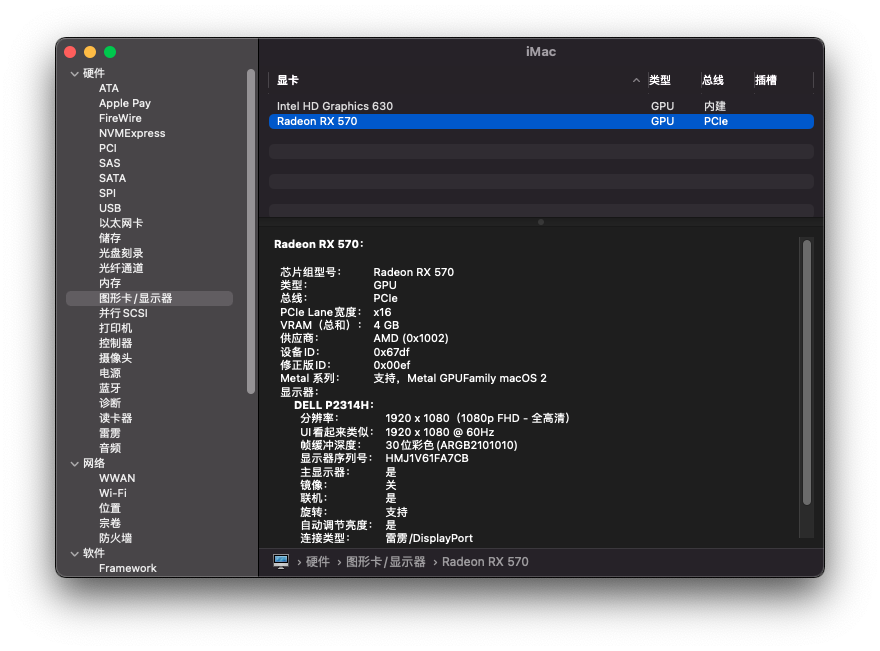 iMac
硬件
ATA
Apple Pay
FireWire
NVMExpress
PCI
SAS
SATA
SPI
USB
以太网卡
储存
光盘刻录
光纤通道
内存
图形卡/显示器
并行SCSI
打印机
控制器
摄像头
电源
蓝牙
诊断
读卡器
雷雳
音频
网络
WWAN
Wi-Fi
位置
宗卷
防火墙
软件
Framework
显卡 类型 总线 插槽
Intel HD Graphics 630 GPU 内建
Radeon RX 570 GPU PCIe
Radeon RX 570：
芯片组型号： Radeon RX 570
类型： GPU
总线： PCIe
PCIe Lane宽度： x16
VRAM（总和）： 4 GB
供应商： AMD (0x1002)
设备ID： 0x67df
修正版ID： 0x00ef
Metal 系列： 支持，Metal GPUFamily macOS 2
显示器：
DELL P2314H：
分辨率： 1920 x 1080（1080p FHD - 全高清）
UI看起来类似： 1920 x 1080 @ 60Hz
帧缓冲深度： 30位彩色 (ARGB2101010)
显示器序列号： HMJ1V61FA7CB
主显示器： 是
镜像： 关
联机： 是
旋转： 支持
自动调节亮度： 是
连接类型： 雷雳/DisplayPort
› 硬件 › 图形卡/显示器 › Radeon RX 570